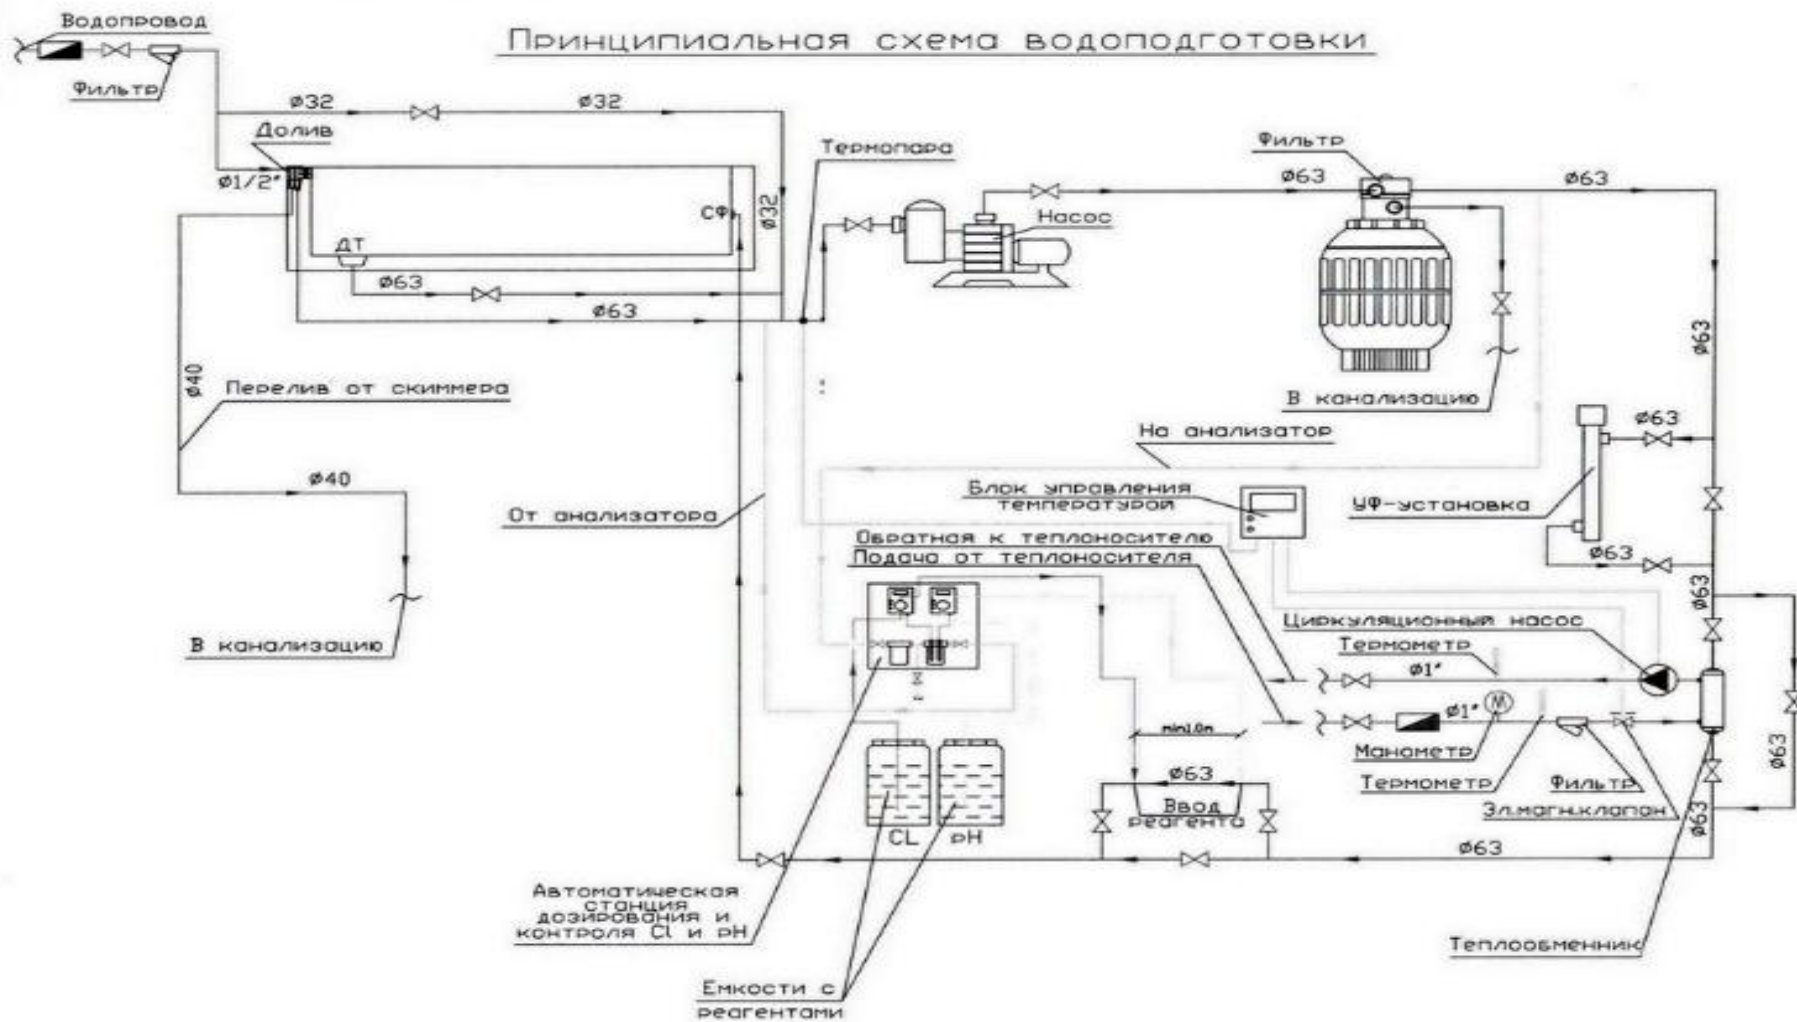 Водопровод
Принципиальная схема водоподготовки
Фильтр
ø32
ø32
Долив
Термопара
Фильтр
ø1/2"
ø63
ø63
СФ
ø32
Насос
ДТ
ø63
ø63
ø63
ø40
Перелив от скиммера
В канализацию
ø63
На анализатор
ø40
Блок управления
температурой
УФ-установка
От анализатора
Обратная к теплоносителю
Подача от теплоносителя
ø63
ø63
Циркуляционный насос
В канализацию
Термометр
ø1"
М
ø1"
min1.0m
Манометр
ø63
ø63
Термометр
Фильтр
Ввод
реагента
Эл.магн.клапан
ø63
CL
pH
ø63
Автоматическая
станция
дозирования и
контроля Cl и pH
Теплообменник
Емкости с
реагентами